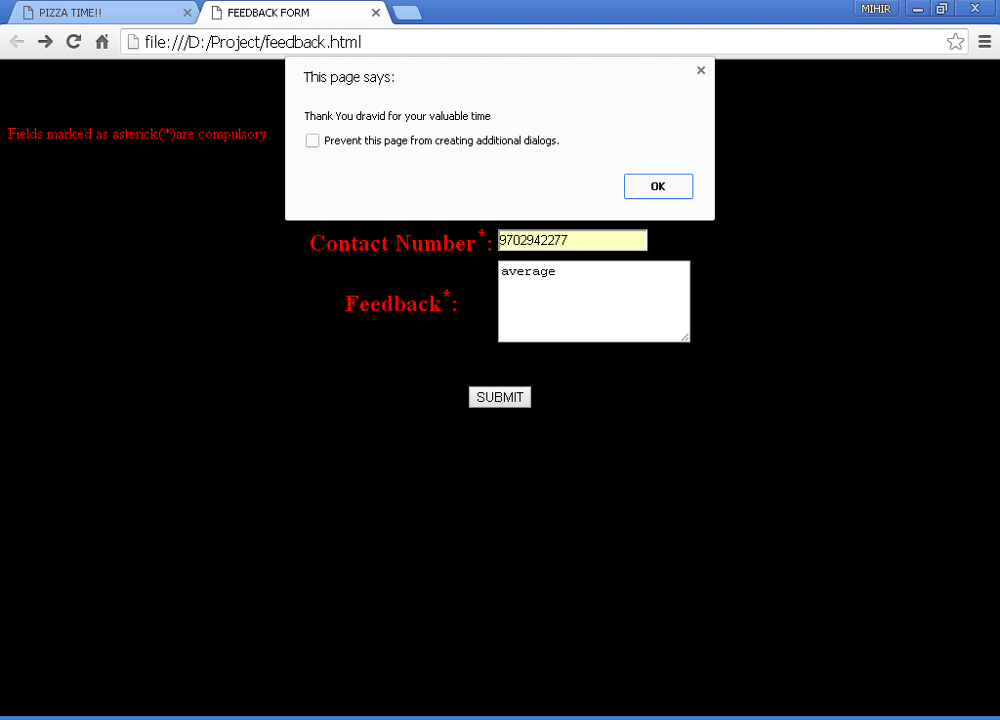 PIZZA TIME!!
FEEDBACK FORM
MIHIR
file:///D:/Project/feedback.html
This page says:
Thank You dravid for your valuable time
Prevent this page from creating additional dialogs.
OK
Fields marked as asterick(*)are compulsory
Contact Number*: 9702942277
Feedback*: average
SUBMIT